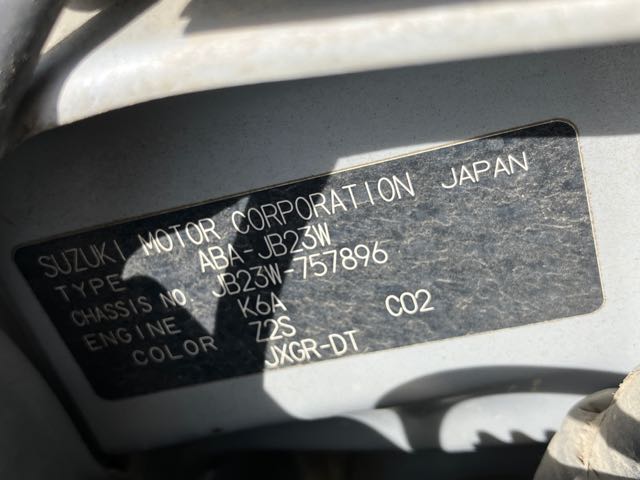 SUZUKI MOTOR CORPORATION JAPAN
TYPE ABA-JB23W
CHASSIS NO. JB23W-757896
ENGINE K6A C02
COLOR Z2S
JXGR-DT